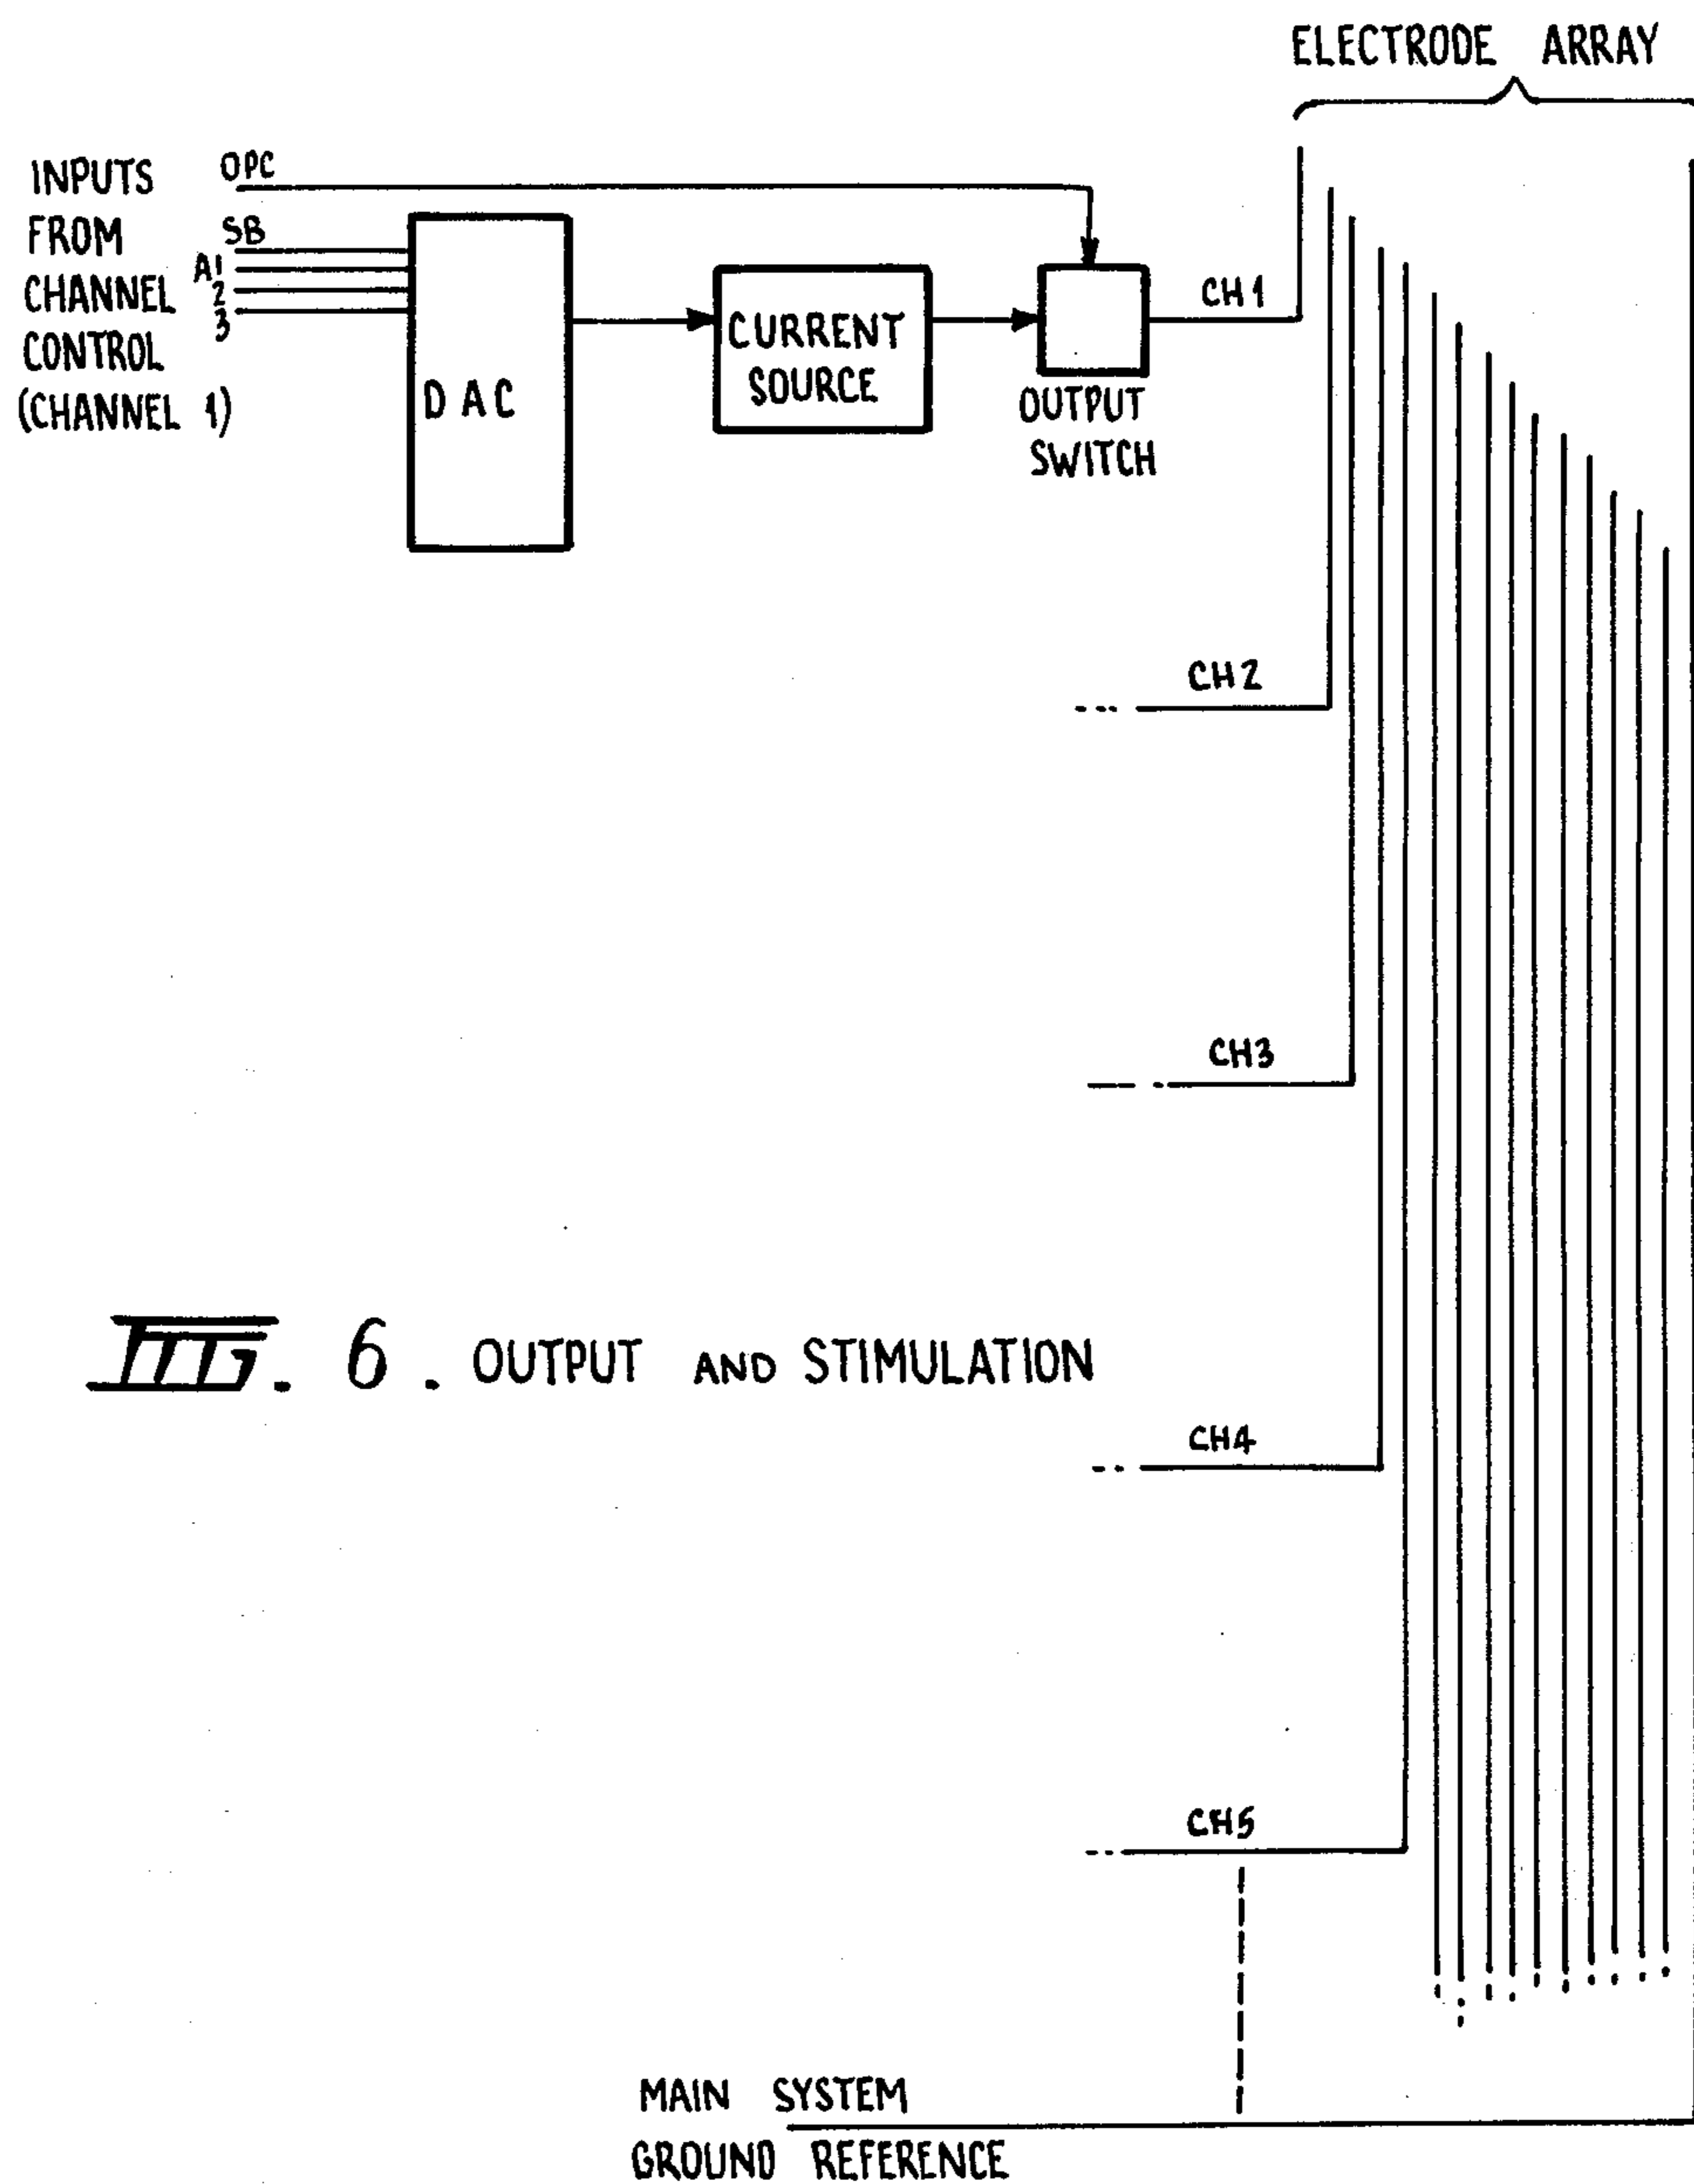 ELECTRODE ARRAY
INPUTS
FROM
CHANNEL
CONTROL
(CHANNEL 1)
OPC
SB
A1
2
3
DAC
CURRENT
SOURCE
OUTPUT
SWITCH
CH1
CH2
CH3
FIG. 6. OUTPUT AND STIMULATION
CH4
CH5
MAIN SYSTEM
GROUND REFERENCE